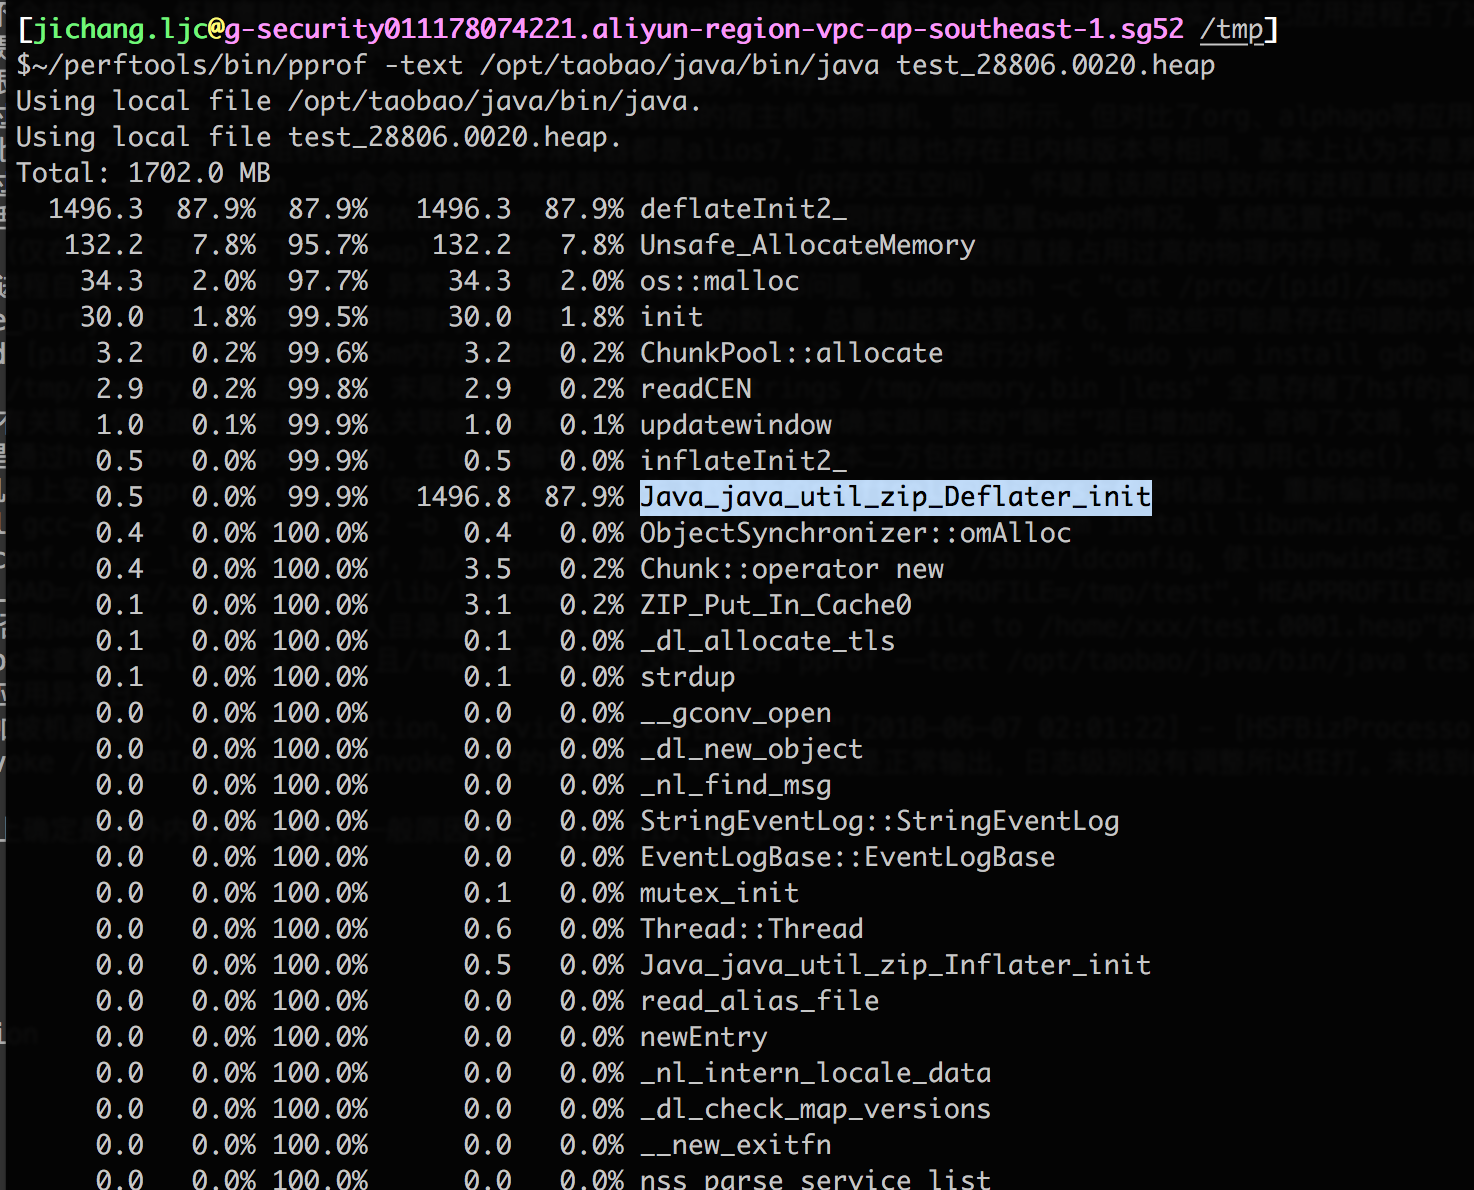 [jichang.ljc@g-security011178074221.aliyun-region-vpc-ap-southeast-1.sg52 /tmp]
$~/perftools/bin/pprof -text /opt/taobao/java/bin/java test_28806.0020.heap
Using local file /opt/taobao/java/bin/java.
Using local file test_28806.0020.heap.
Total: 1702.0 MB
1496.3 87.9% 87.9% 1496.3 87.9% deflateInit2_
132.2 7.8% 95.7% 132.2 7.8% Unsafe_AllocateMemory
34.3 2.0% 97.7% 34.3 2.0% os::malloc
30.0 1.8% 99.5% 30.0 1.8% init
3.2 0.2% 99.6% 3.2 0.2% ChunkPool::allocate
2.9 0.2% 99.8% 2.9 0.2% readCEN
1.0 0.1% 99.9% 1.0 0.1% updatewindow
0.5 0.0% 99.9% 0.5 0.0% inflateInit2_
0.5 0.0% 99.9% 1496.8 87.9% Java_java_util_zip_Deflater_init
0.4 0.0% 100.0% 0.4 0.0% ObjectSynchronizer::omAlloc
0.4 0.0% 100.0% 3.5 0.2% Chunk::operator new
0.1 0.0% 100.0% 3.1 0.2% ZIP_Put_In_Cache0
0.1 0.0% 100.0% 0.1 0.0% _dl_allocate_tls
0.1 0.0% 100.0% 0.1 0.0% strdup
0.0 0.0% 100.0% 0.0 0.0% __gconv_open
0.0 0.0% 100.0% 0.0 0.0% _dl_new_object
0.0 0.0% 100.0% 0.0 0.0% _nl_find_msg
0.0 0.0% 100.0% 0.0 0.0% StringEventLog::StringEventLog
0.0 0.0% 100.0% 0.0 0.0% EventLogBase::EventLogBase
0.0 0.0% 100.0% 0.1 0.0% mutex_init
0.0 0.0% 100.0% 0.6 0.0% Thread::Thread
0.0 0.0% 100.0% 0.5 0.0% Java_java_util_zip_Inflater_init
0.0 0.0% 100.0% 0.0 0.0% read_alias_file
0.0 0.0% 100.0% 0.0 0.0% newEntry
0.0 0.0% 100.0% 0.0 0.0% _nl_intern_locale_data
0.0 0.0% 100.0% 0.0 0.0% _dl_check_map_versions
0.0 0.0% 100.0% 0.0 0.0% __new_exitfn
0.0 0.0% 100.0% 0.0 0.0% nss_parse_service_list